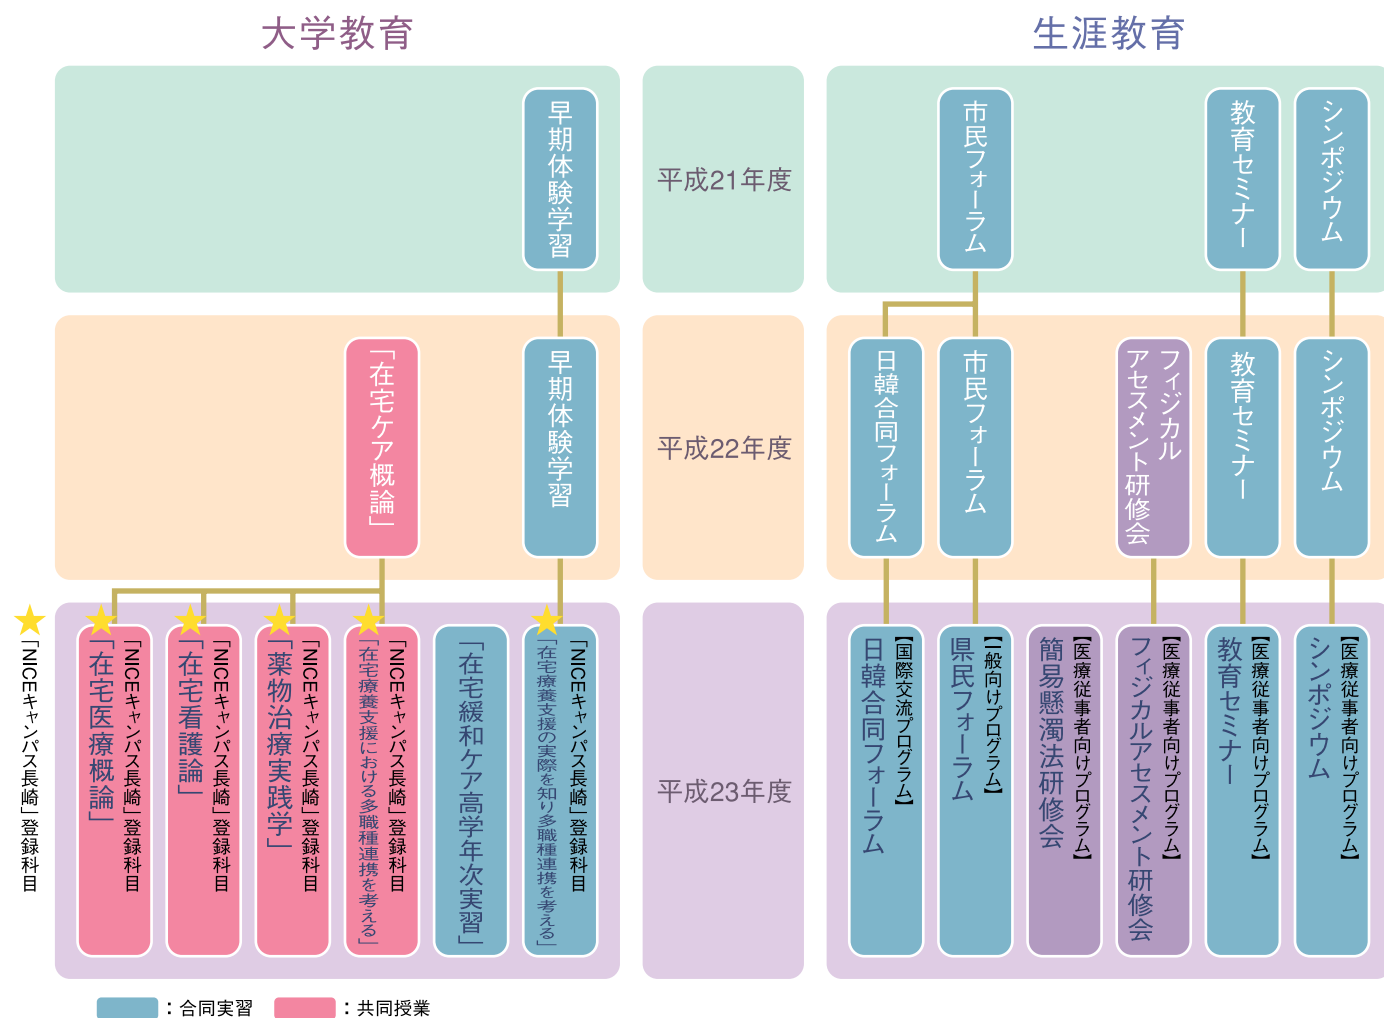 大学教育
生涯教育
早期体験学習
平成21年度
市民フォーラム
教育セミナー
シンポジウム
「在宅ケア概論」
早期体験学習
平成22年度
日韓合同フォーラム
市民フォーラム
フィジカル
アセスメント研修会
教育セミナー
シンポジウム
「NICEキャンパス長崎」登録科目
「NICEキャンパス長崎」登録科目
「在宅医療概論」
「NICEキャンパス長崎」登録科目
「在宅看護論」
「NICEキャンパス長崎」登録科目
「薬物治療実践学」
「NICEキャンパス長崎」登録科目
「在宅療養支援における多職種連携を考える」
「在宅緩和ケア高学年次実習」
「NICEキャンパス長崎」登録科目
「在宅療養支援の実際を知り多職種連携を考える」
平成23年度
【国際交流プログラム】
日韓合同フォーラム
【一般向けプログラム】
県民フォーラム
【医療従事者向けプログラム】
簡易懸濁法研修会
【医療従事者向けプログラム】
フィジカルアセスメント研修会
【医療従事者向けプログラム】
教育セミナー
【医療従事者向けプログラム】
シンポジウム
：合同実習
：共同授業